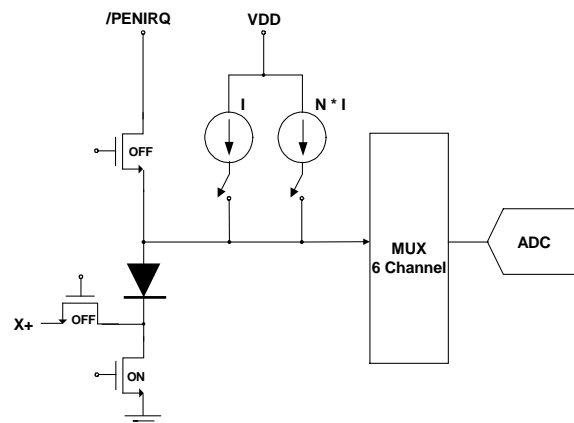 /PENIRQ
VDD
I
N * I
OFF
MUX
6 Channel
ADC
X+
OFF
ON